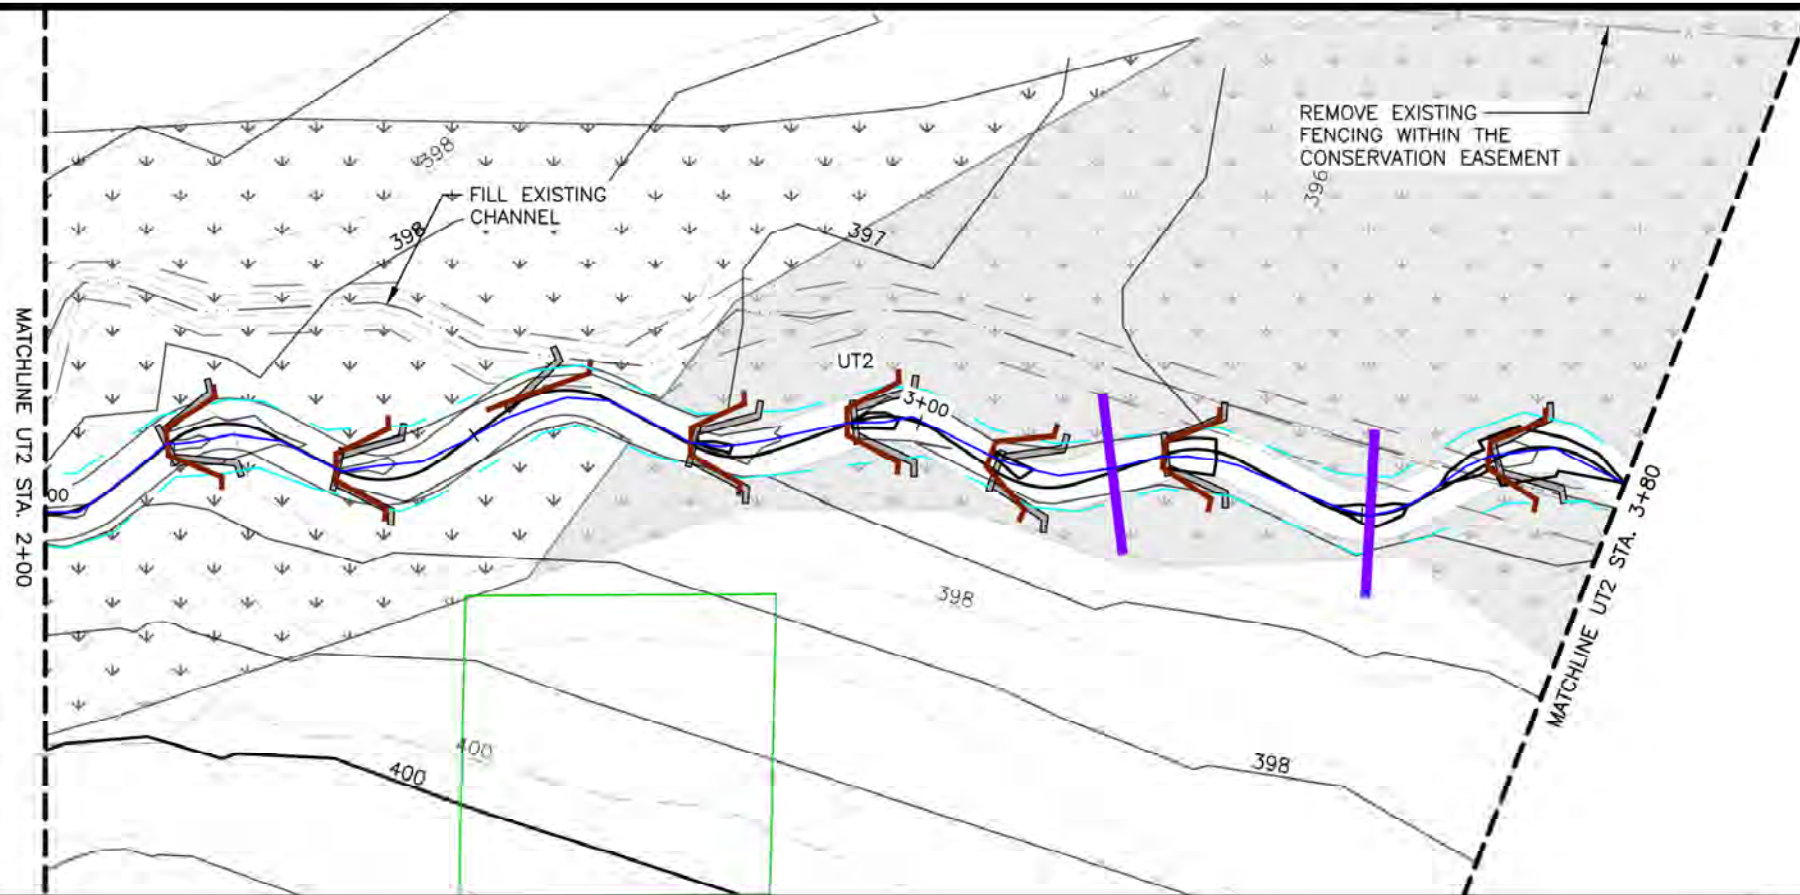 REMOVE EXISTING
FENCING WITHIN THE
CONSERVATION EASEMENT
398
396
FILL EXISTING
CHANNEL
398
397
MATCHLINE UT2 STA. 2+00
UT2
3+00
00
MATCHLINE UT2 STA. 3+80
398
400
400
398